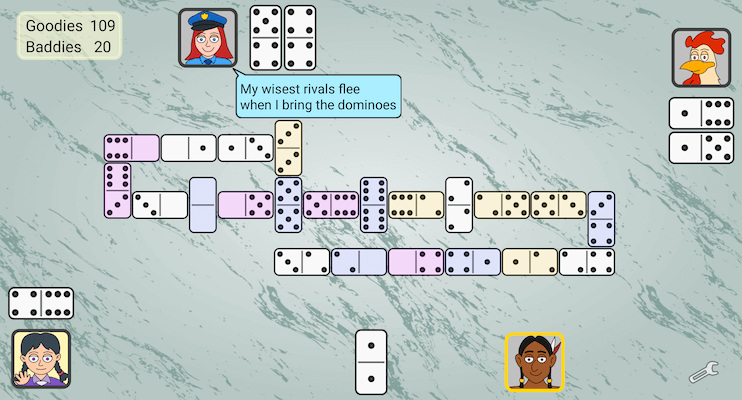 Goodies 109
Baddies 20
My wisest rivals flee
when I bring the dominoes